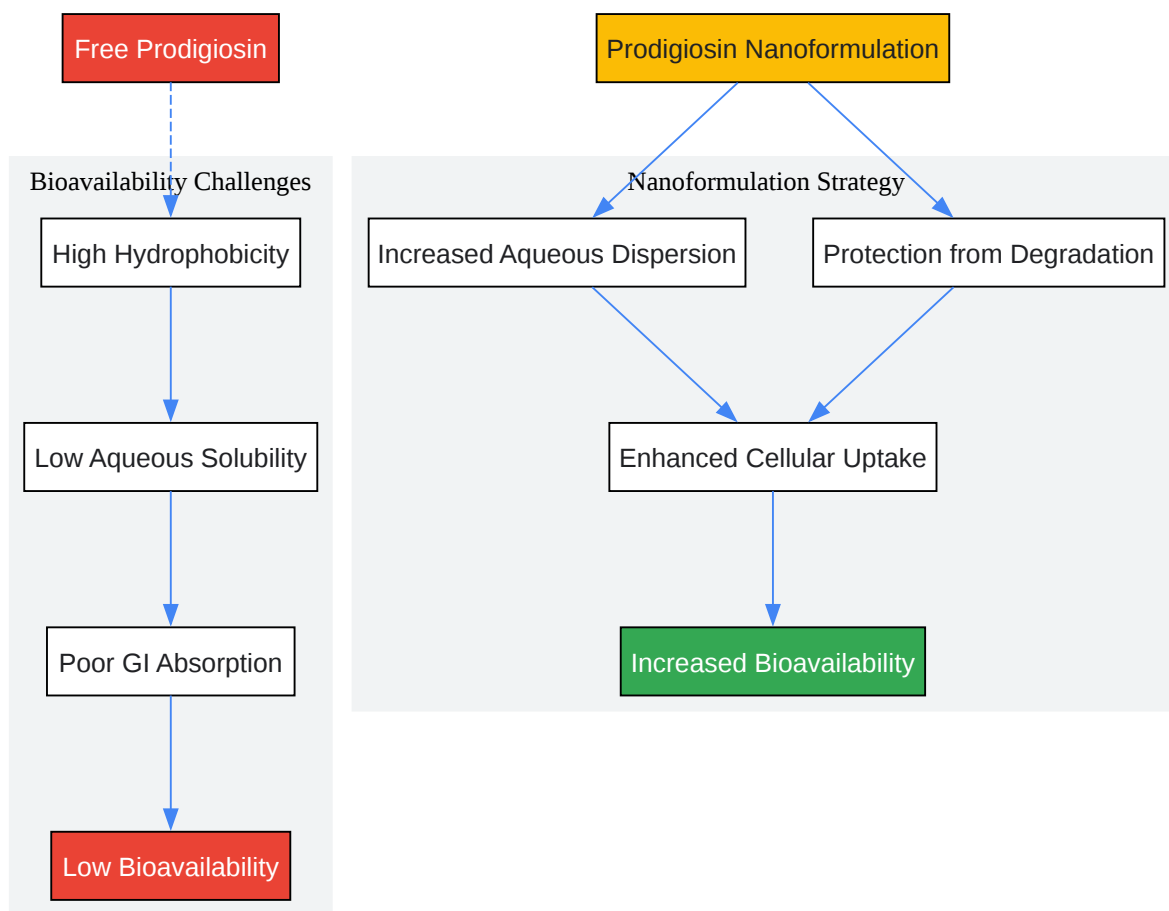 Free Prodigiosin
Prodigiosin Nanoformulation
Bioavailability Challenges
Nanoformulation Strategy
High Hydrophobicity
Increased Aqueous Dispersion
Protection from Degradation
Low Aqueous Solubility
Enhanced Cellular Uptake
Poor GI Absorption
Increased Bioavailability
Low Bioavailability